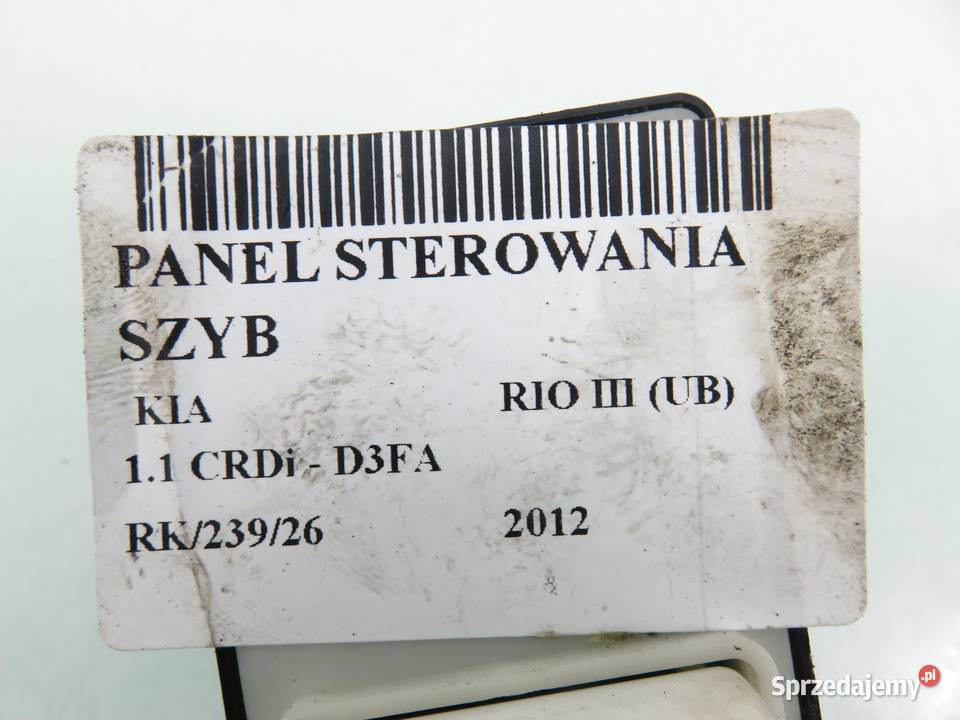 PANEL STEROWANIA
SZYB
KIA RIO III (UB)
1.1 CRDi - D3FA
RK/239/26 2012
Sprzedajemy.pl